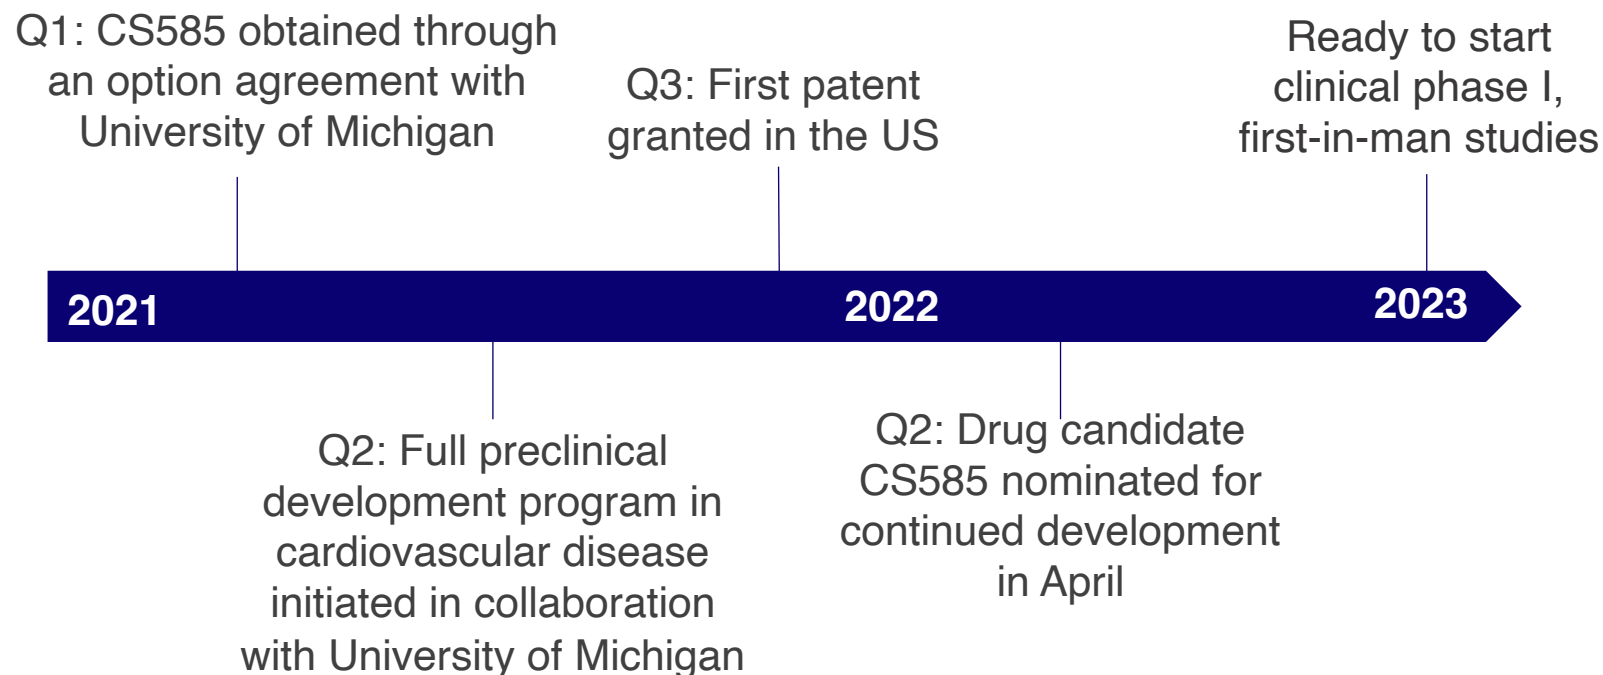 Q1: CS585 obtained through
an option agreement with
University of Michigan
Q3: First patent
granted in the US
Ready to start
clinical phase I,
first-in-man studies
2021
2022
2023
Q2: Full preclinical
development program in
cardiovascular disease
initiated in collaboration
with University of Michigan
Q2: Drug candidate
CS585 nominated for
continued development
in April